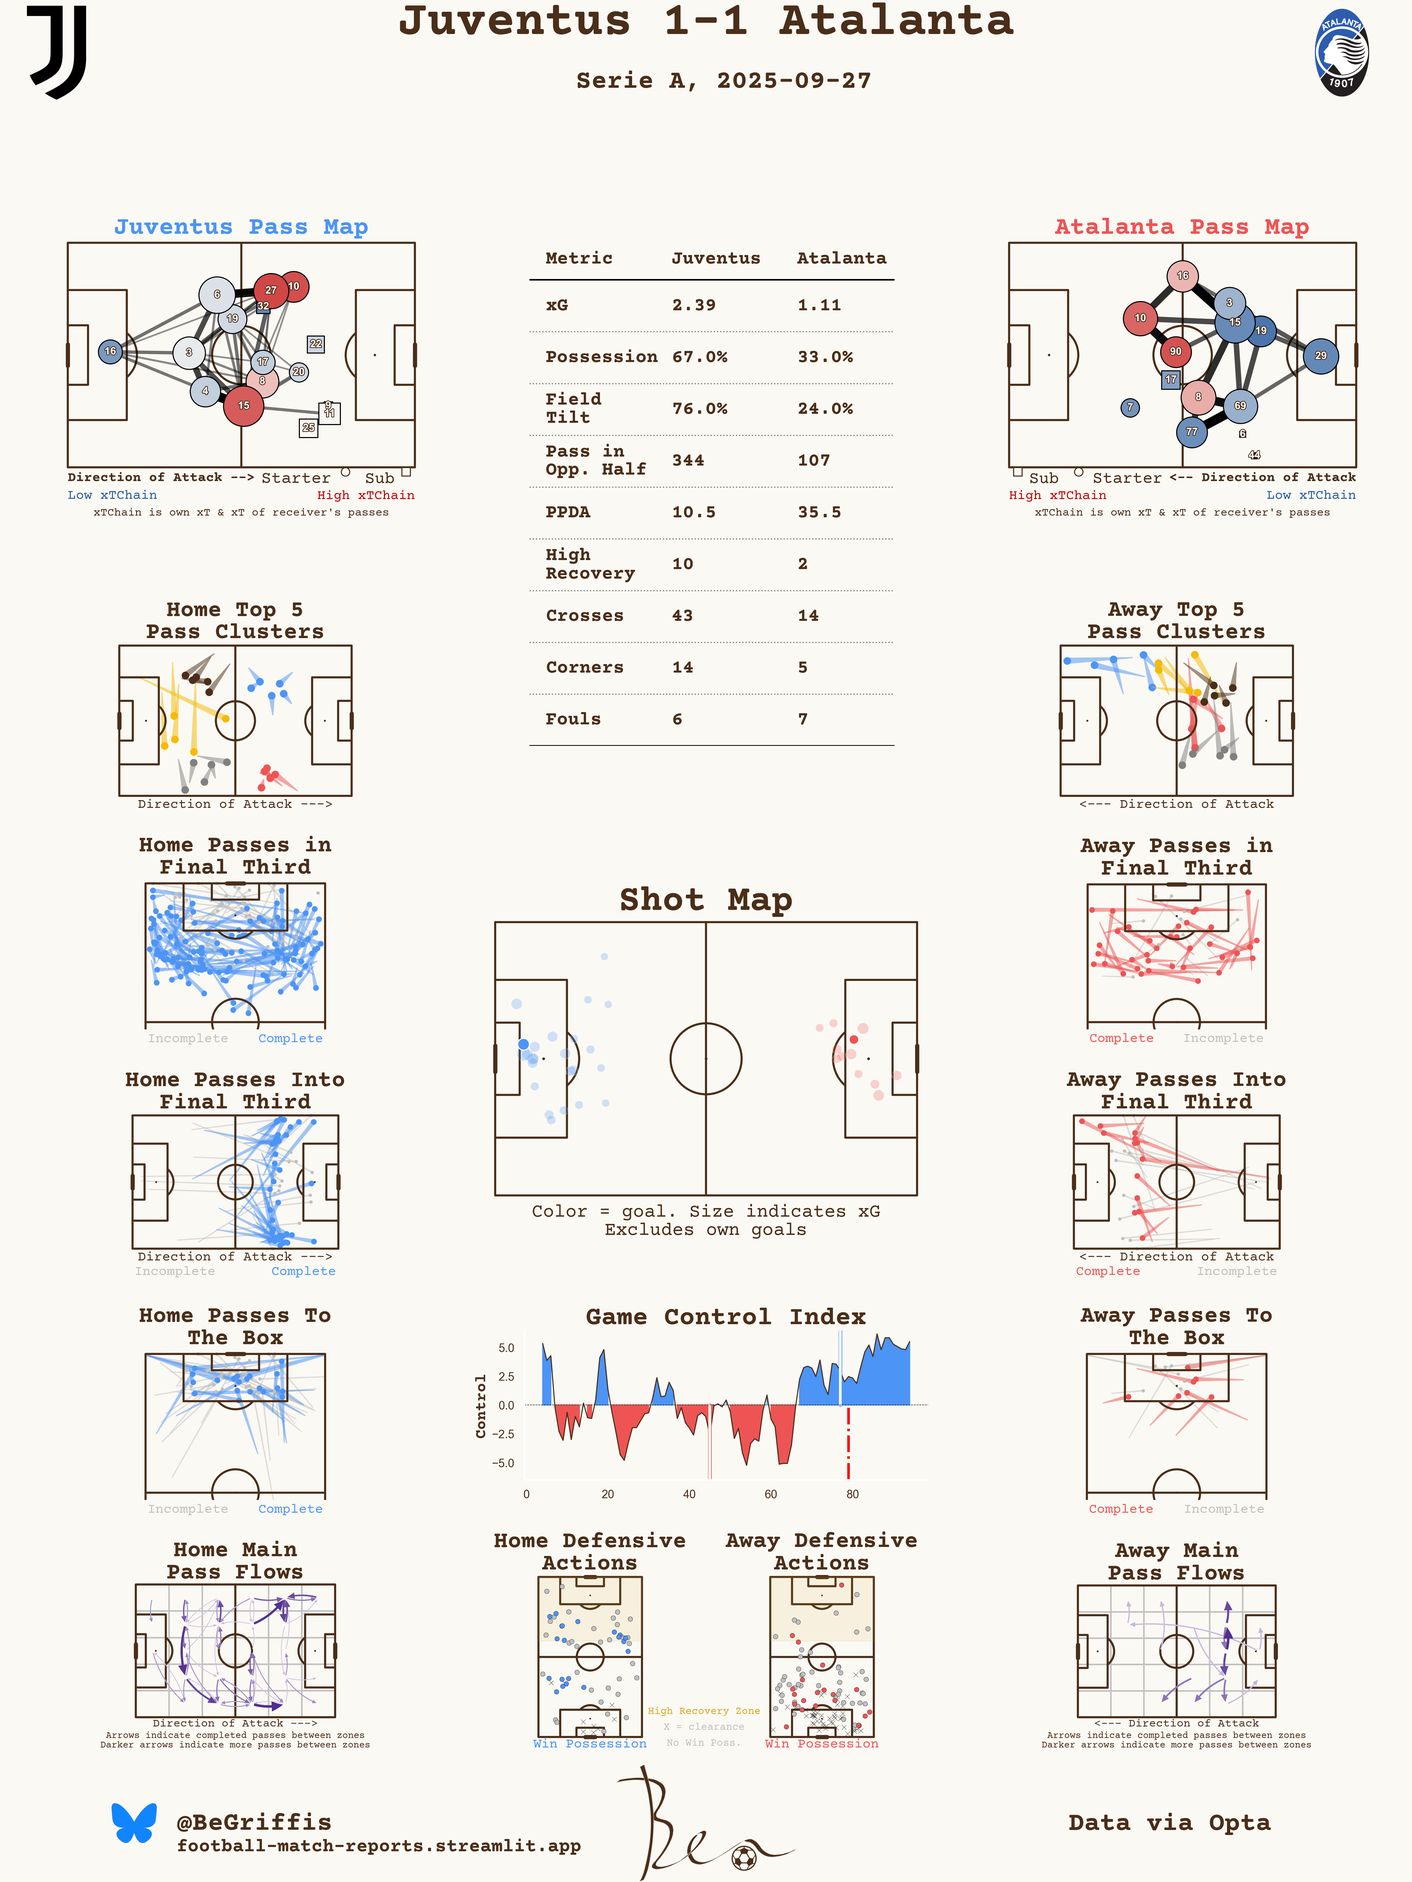 Juventus 1-1 Atalanta
Serie A, 2025-09-27
ATALANTA
1907
Juventus Pass Map
6
27
10
32
19
16
3
17
22
20
8
4
15
9
11
25
Direction of Attack --> Starter Sub
Low xTChain High xTChain
xTChain is own xT & xT of receiver's passes
Metric Juventus Atalanta
xG 2.39 1.11
Possession 67.0% 33.0%
Field
Tilt 76.0% 24.0%
Pass in
Opp. Half 344 107
PPDA 10.5 35.5
High
Recovery 10 2
Crosses 43 14
Corners 14 5
Fouls 6 7
Atalanta Pass Map
16
3
10
15
19
90
29
17
7
8
69
77
6
44
Sub Starter <-- Direction of Attack
High xTChain Low xTChain
xTChain is own xT & xT of receiver's passes
Home Top 5
Pass Clusters
Direction of Attack --->
Away Top 5
Pass Clusters
<--- Direction of Attack
Home Passes in
Final Third
Incomplete Complete
Away Passes in
Final Third
Complete Incomplete
Shot Map
Color = goal. Size indicates xG
Excludes own goals
Home Passes Into
Final Third
Direction of Attack --->
Incomplete Complete
Away Passes Into
Final Third
<--- Direction of Attack
Complete Incomplete
Home Passes To
The Box
Incomplete Complete
Game Control Index
Control
5.0
2.5
0.0
−2.5
−5.0
0 20 40 60 80
Away Passes To
The Box
Complete Incomplete
Home Main
Pass Flows
Direction of Attack --->
Arrows indicate completed passes between zones
Darker arrows indicate more passes between zones
Home Defensive
Actions
Win Possession
Away Defensive
Actions
Win Possession
High Recovery Zone
X = clearance
No Win Poss.
Away Main
Pass Flows
<--- Direction of Attack
Arrows indicate completed passes between zones
Darker arrows indicate more passes between zones
@BeGriffis
football-match-reports.streamlit.app
Ben
Data via Opta